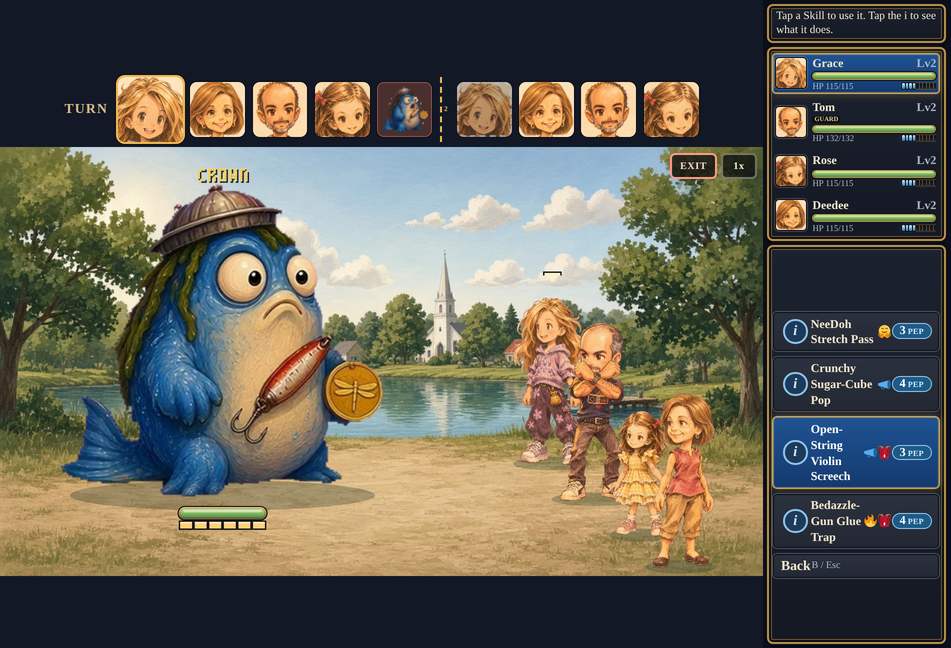 Tap a Skill to use it. Tap the i to see
what it does.
TURN
2
Grace Lv2
HP 115/115
Tom Lv2
GUARD
HP 132/132
Rose Lv2
HP 115/115
Deedee Lv2
HP 115/115
EXIT
1x
CROWN
i NeeDoh
Stretch Pass 3 PEP
i Crunchy
Sugar-Cube 4 PEP
Pop
i Open-
String
Violin 3 PEP
Screech
i Bedazzle-
Gun Glue 4 PEP
Trap
Back B / Esc